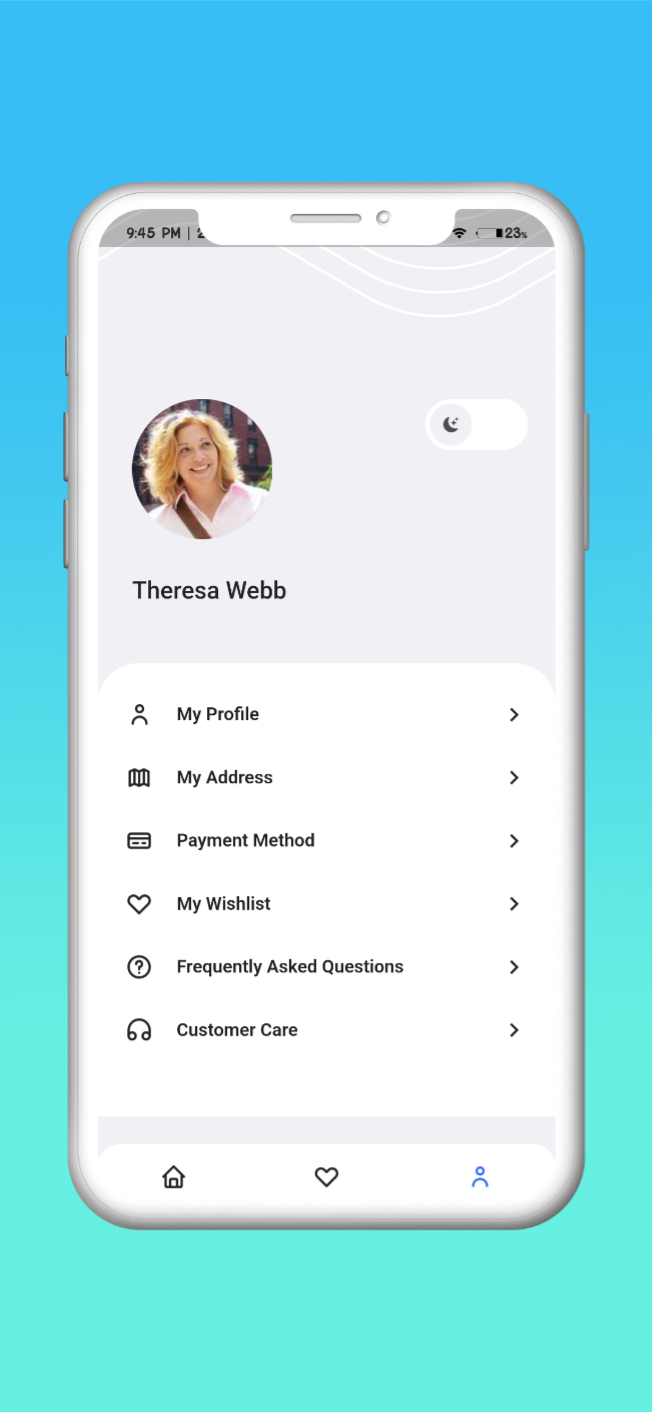 9:45 PM |
23%
Theresa Webb
My Profile
My Address
Payment Method
My Wishlist
Frequently Asked Questions
Customer Care